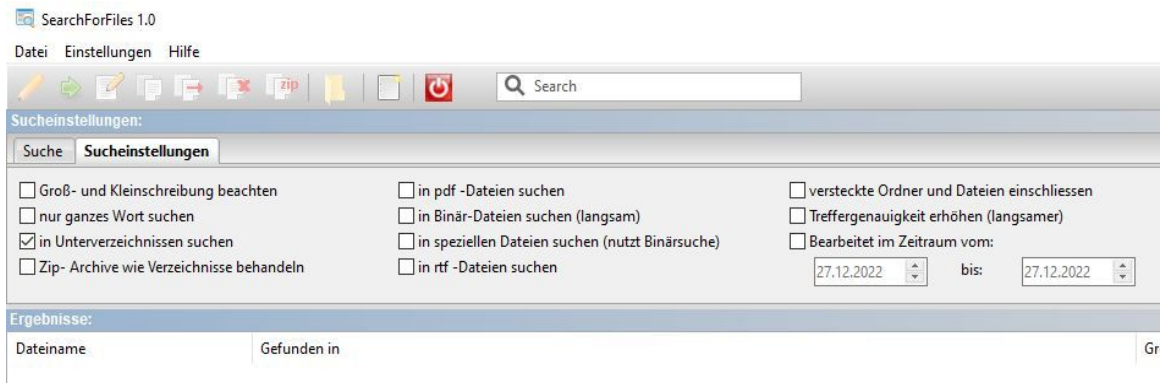 SearchForFiles 1.0
Datei Einstellungen Hilfe
zip Search
Sucheinstellungen:
Suche Sucheinstellungen
Groß- und Kleinschreibung beachten in pdf -Dateien suchen versteckte Ordner und Dateien einschliessen
nur ganzes Wort suchen in Binär-Dateien suchen (langsam) Treffergenauigkeit erhöhen (langsamer)
in Unterverzeichnissen suchen in speziellen Dateien suchen (nutzt Binärsuche) Bearbeitet im Zeitraum vom:
Zip- Archive wie Verzeichnisse behandeln in rtf -Dateien suchen 27.12.2022 bis: 27.12.2022
Ergebnisse:
Dateiname Gefunden in Gr